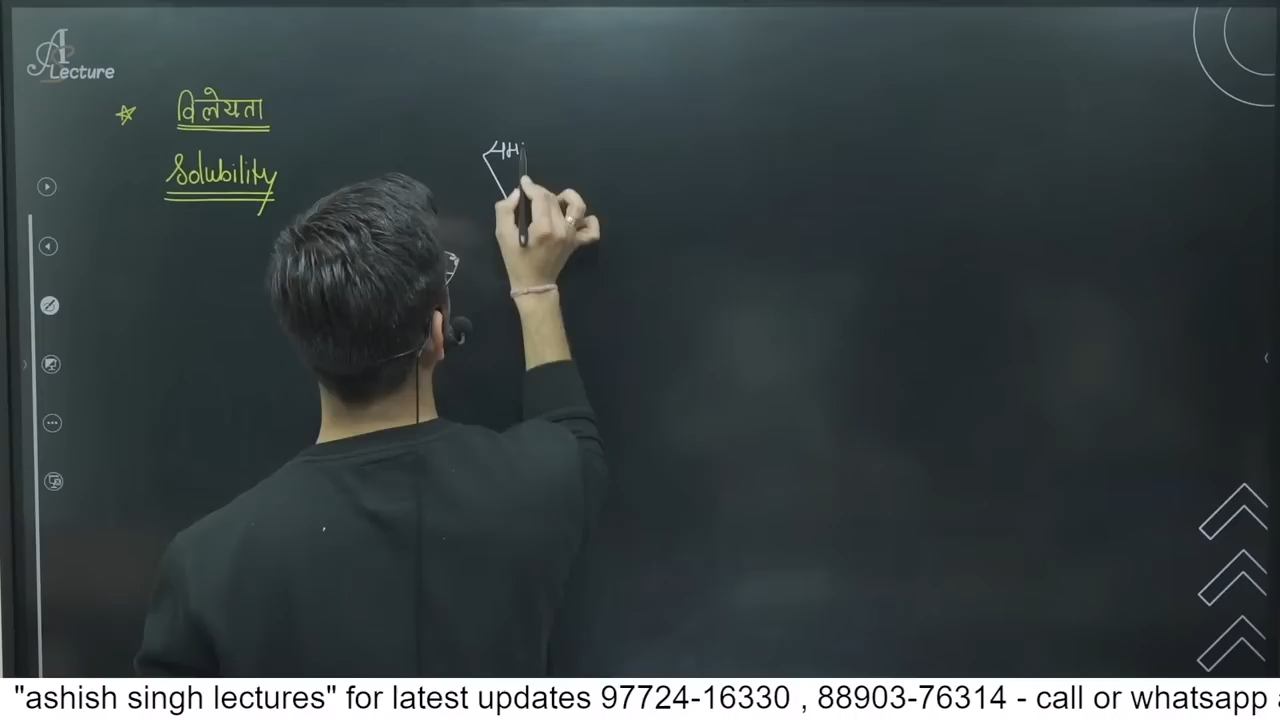 A Lecture
विलेयता
Solubility
"ashish singh lectures" for latest updates 97724-16330 , 88903-76314 - call or whatsapp